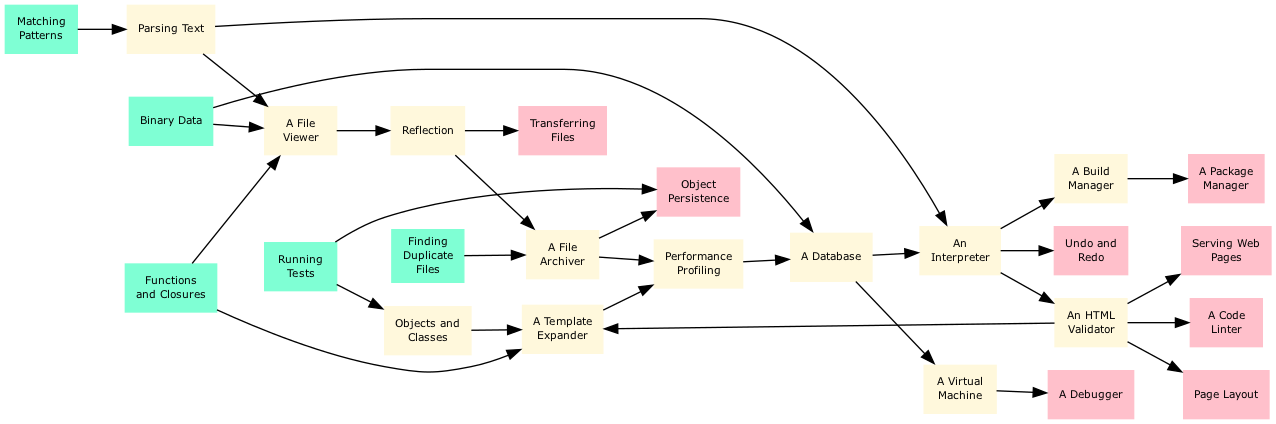 Matching
Patterns
Parsing Text
Binary Data
A File
Viewer
Reflection
Transferring
Files
Object
Persistence
A Build
Manager
A Package
Manager
Functions
and Closures
Running
Tests
Finding
Duplicate
Files
A File
Archiver
Performance
Profiling
A Database
An
Interpreter
Undo and
Redo
Serving Web
Pages
Objects and
Classes
A Template
Expander
An HTML
Validator
A Code
Linter
A Virtual
Machine
A Debugger
Page Layout